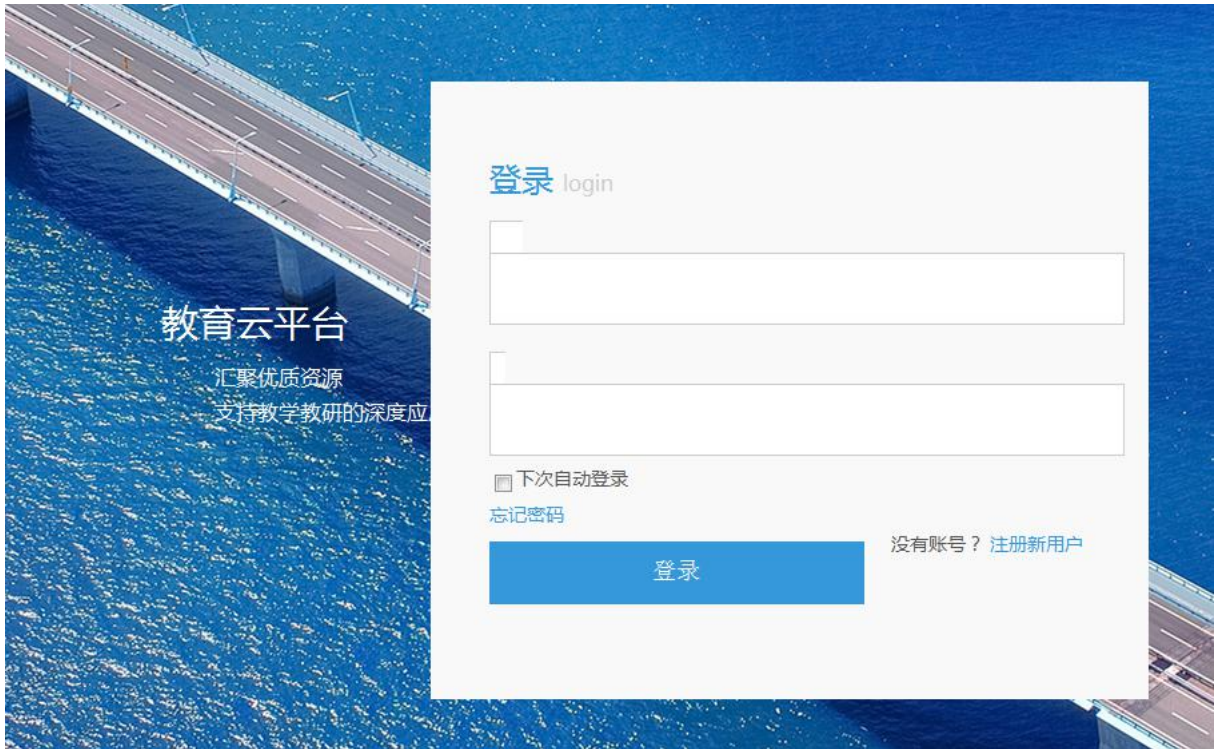 登录 login
教育云平台
汇聚优质资源
支持教学教研的深度应
下次自动登录
忘记密码
没有账号？注册新用户
登录